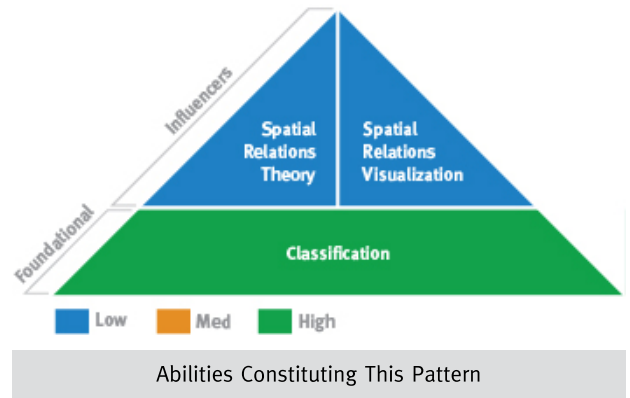 Influencers
Spatial
Relations
Theory
Spatial
Relations
Visualization
Foundational
Classification
Low
Med
High
Abilities Constituting This Pattern